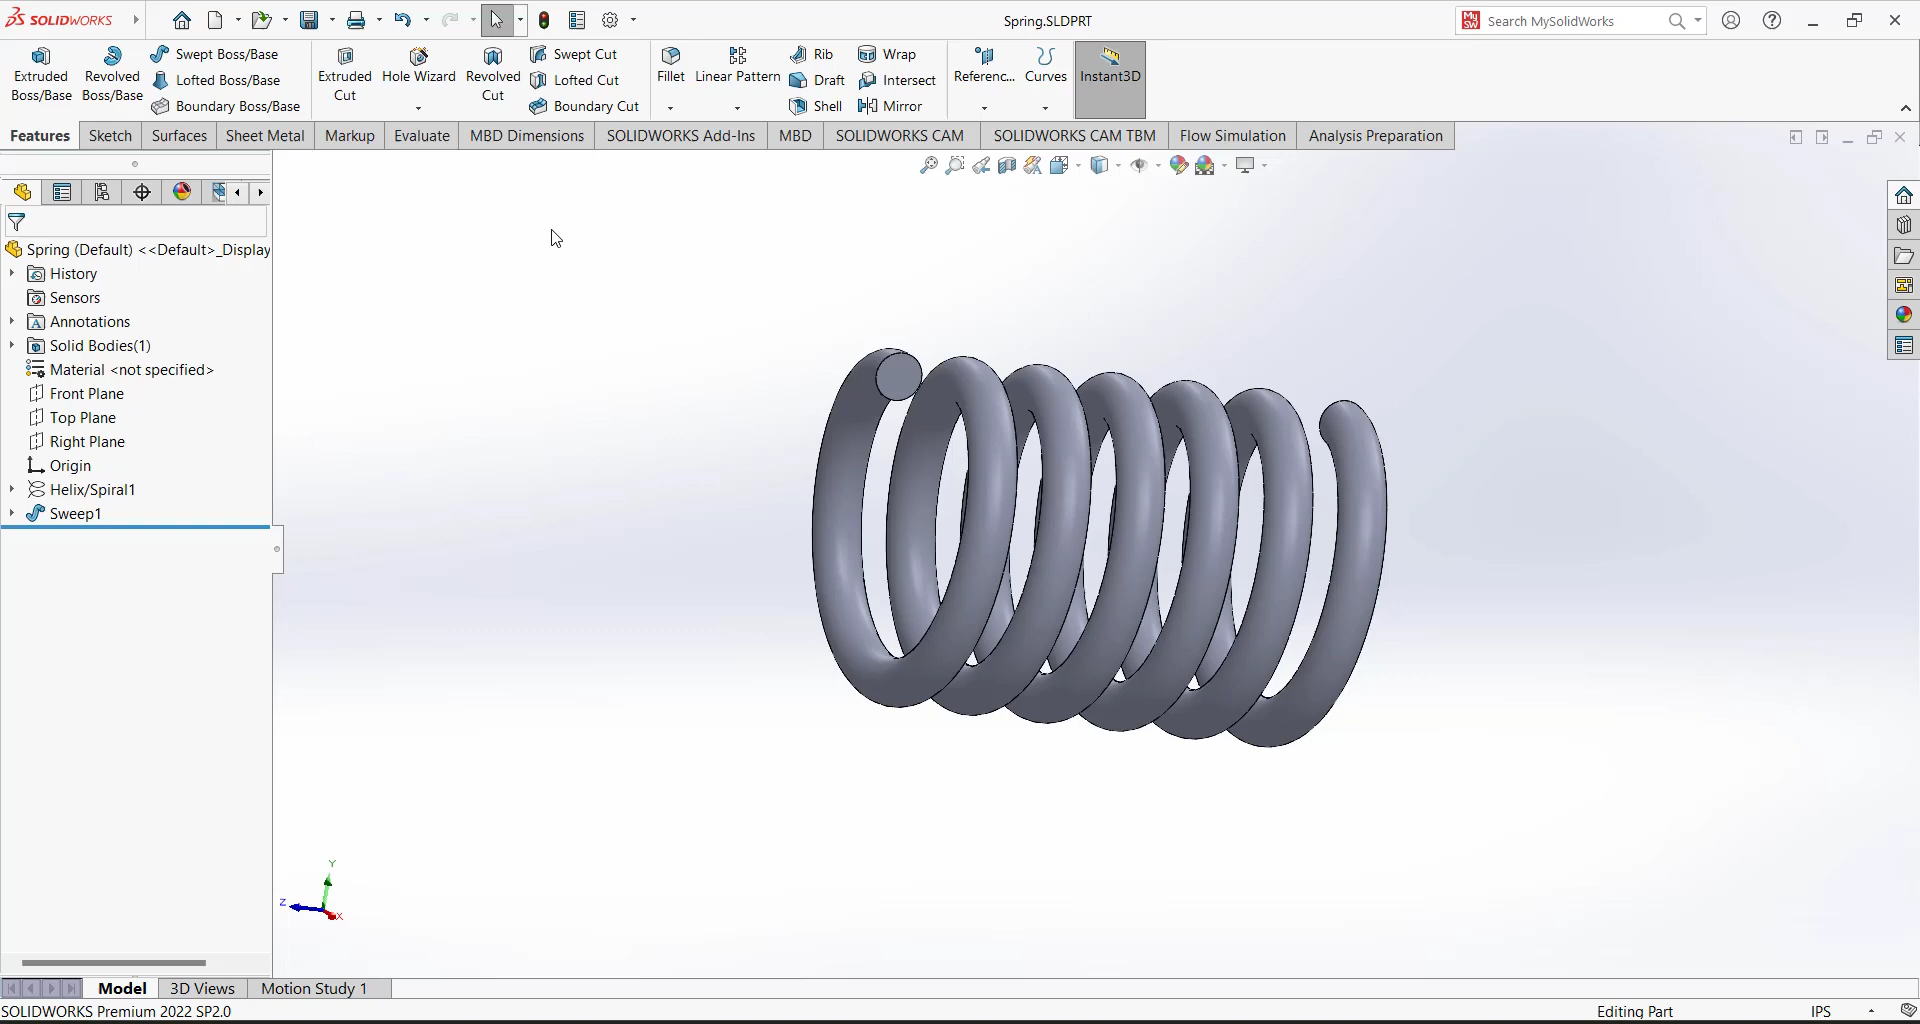 SOLIDWORKS
Spring.SLDPRT
Search MySolidWorks
Extruded Boss/Base
Revolved Boss/Base
Swept Boss/Base
Lofted Boss/Base
Boundary Boss/Base
Extruded Cut
Hole Wizard
Revolved Cut
Swept Cut
Lofted Cut
Boundary Cut
Fillet
Linear Pattern
Rib
Draft
Shell
Wrap
Intersect
Mirror
Referenc...
Curves
Instant3D
Features
Sketch
Surfaces
Sheet Metal
Markup
Evaluate
MBD Dimensions
SOLIDWORKS Add-Ins
MBD
SOLIDWORKS CAM
SOLIDWORKS CAM TBM
Flow Simulation
Analysis Preparation
Spring (Default) <<Default>_Display
History
Sensors
Annotations
Solid Bodies(1)
Material <not specified>
Front Plane
Top Plane
Right Plane
Origin
Helix/Spiral1
Sweep1
Y
Z
X
Model
3D Views
Motion Study 1
SOLIDWORKS Premium 2022 SP2.0
Editing Part
IPS